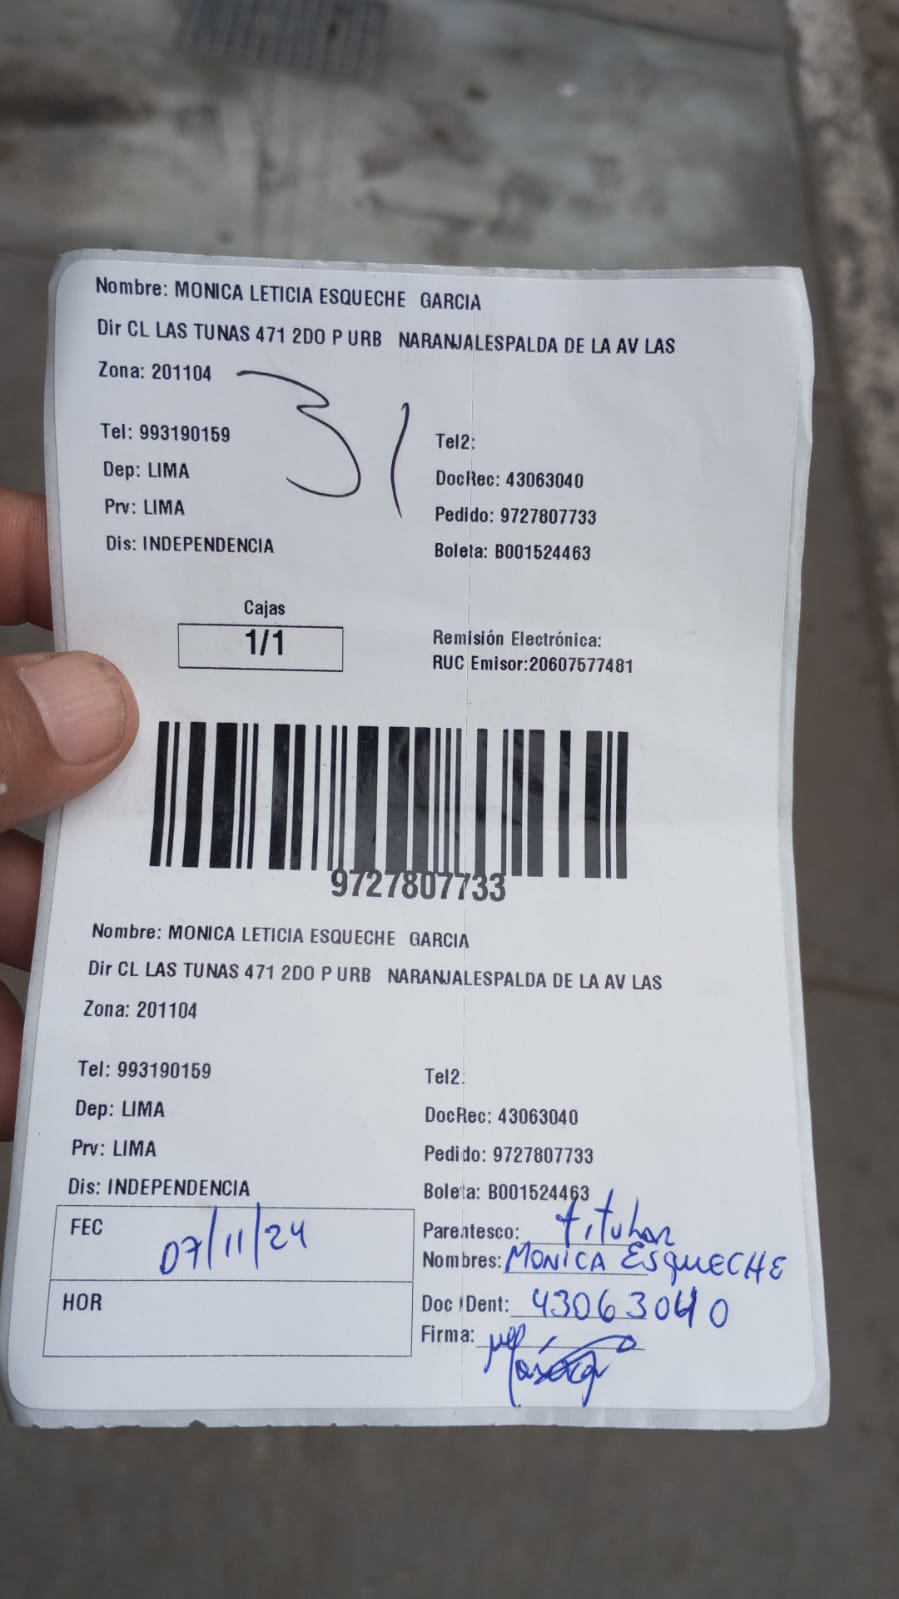 Nombre: MONICA LETICIA ESQUECHE GARCIA
Dir CL LAS TUNAS 471 2DO P URB NARANJALESPALDA DE LA AV LAS
Zona: 201104
31
Tel: 993190159
Tel2:
Dep: LIMA
DocRec: 43063040
Prv: LIMA
Pedido: 9727807733
Dis: INDEPENDENCIA
Boleta: B001524463
Cajas
1/1
Remisión Electrónica:
RUC Emisor:20607577481
9727807733
Nombre: MONICA LETICIA ESQUECHE GARCIA
Dir CL LAS TUNAS 471 2DO P URB NARANJALESPALDA DE LA AV LAS
Zona: 201104
Tel: 993190159
Tel2:
Dep: LIMA
DocRec: 43063040
Prv: LIMA
Pedido: 9727807733
Dis: INDEPENDENCIA
Boleta: B001524463
FEC 07/11/24
Parentesco: titular
Nombres: MONICA ESQUECHE
HOR
Doc IDent: 43063040
Firma: